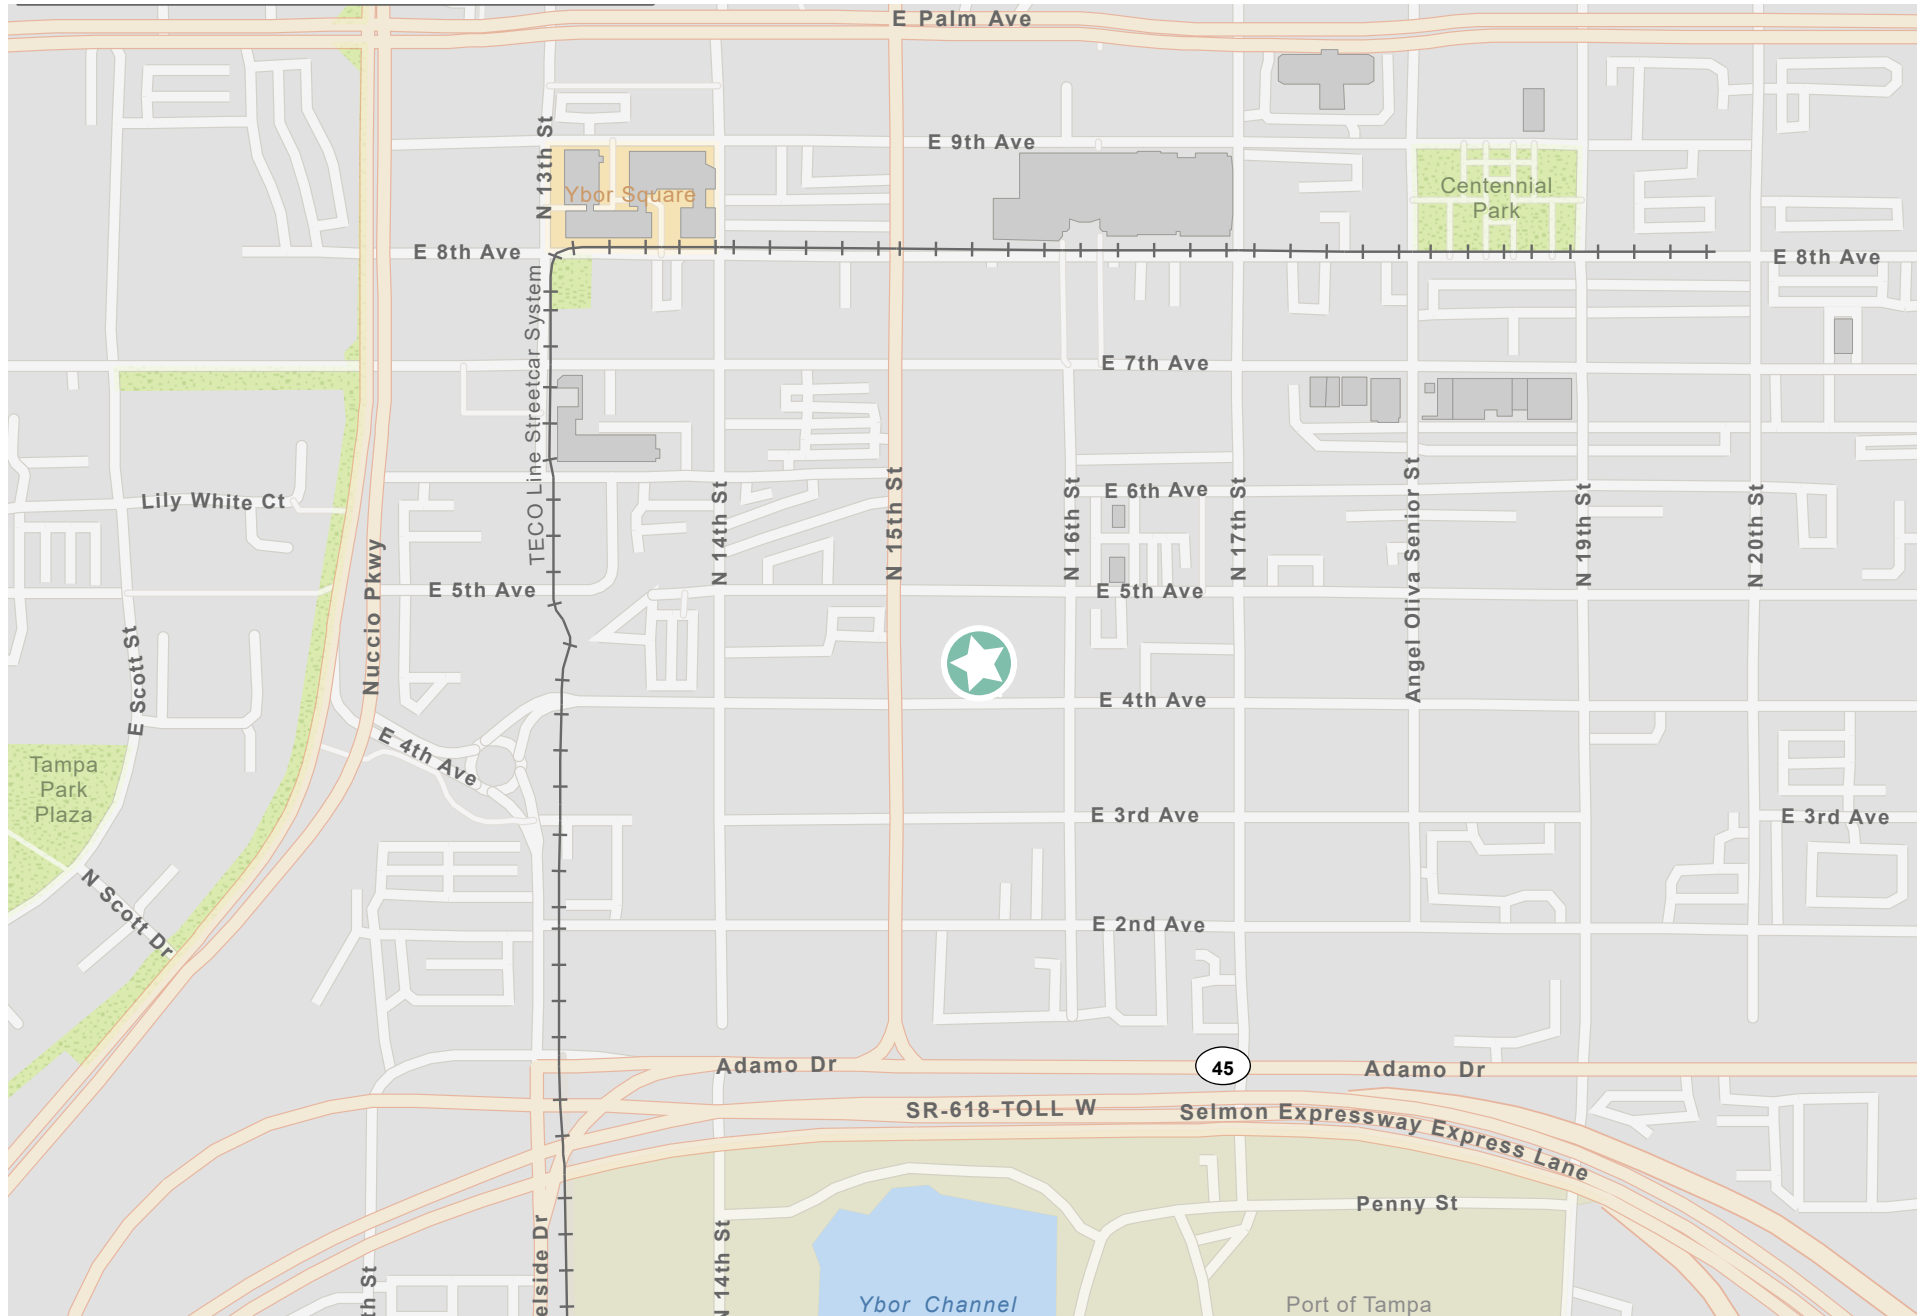 E Palm Ave
E 9th Ave
N 13th St
Ybor Square
Centennial
Park
E 8th Ave
E 8th Ave
TECO Line Streetcar System
E 7th Ave
Lily White Ct
E 6th Ave
N 14th St
N 15th St
N 16th St
N 17th St
Angel Oliva Senior St
N 19th St
N 20th St
Nuccio Pkwy
E 5th Ave
E 5th Ave
E Scott St
E 4th Ave
E 4th Ave
Tampa
Park
Plaza
E 3rd Ave
E 3rd Ave
N Scott Dr
E 2nd Ave
Adamo Dr
45
Adamo Dr
SR-618-TOLL W
Selmon Expressway Express Lane
Penny St
elside Dr
N 14th St
th St
Ybor Channel
Port of Tampa